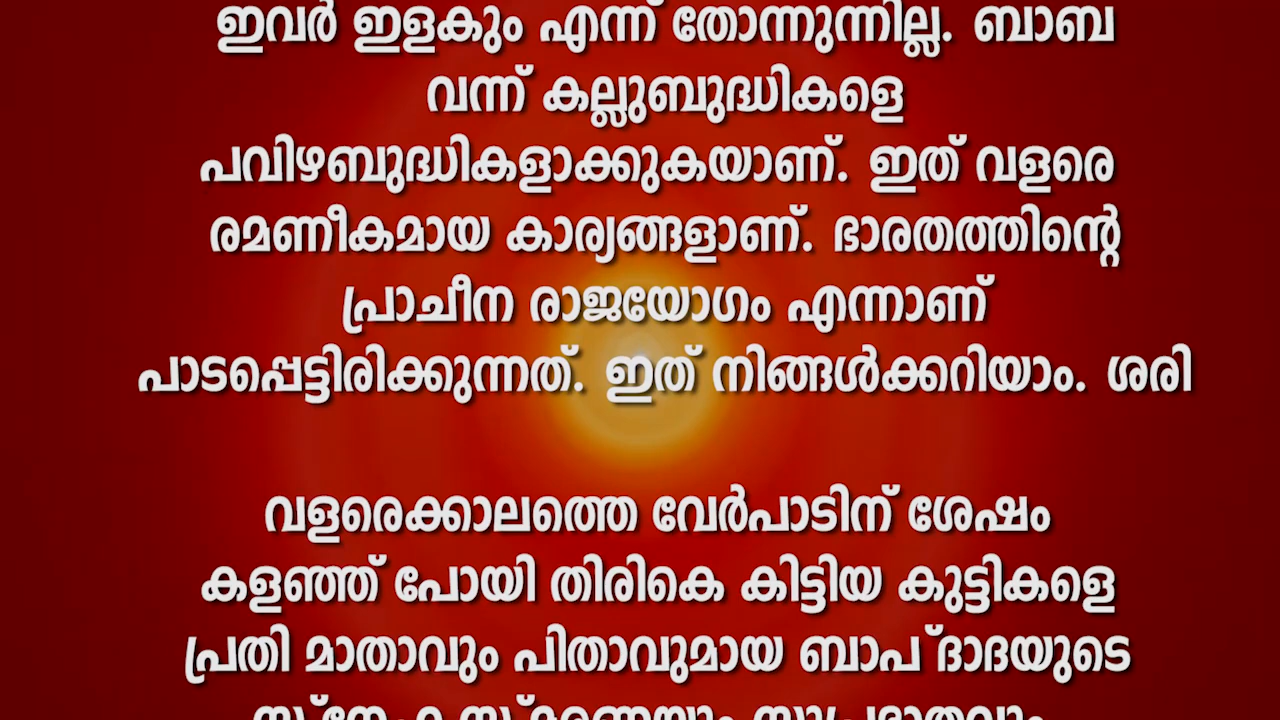 ഇവർ ഇളകും എന്ന് തോന്നുന്നില്ല. ബാബ
വന്ന് കല്ലുബുദ്ധികളെ
പവിഴബുദ്ധികളാക്കുകയാണ്. ഇത് വളരെ
രമണീകമായ കാര്യങ്ങളാണ്. ഭാരതത്തിന്റെ
പ്രാചീന രാജയോഗം എന്നാണ്
പാടപ്പെട്ടിരിക്കുന്നത്. ഇത് നിങ്ങൾക്കറിയാം. ശരി
വളരെക്കാലത്തെ വേർപാടിന് ശേഷം
കളഞ്ഞ് പോയി തിരികെ കിട്ടിയ കുട്ടികളെ
പ്രതി മാതാവും പിതാവുമായ ബാപ്ദാദയുടെ